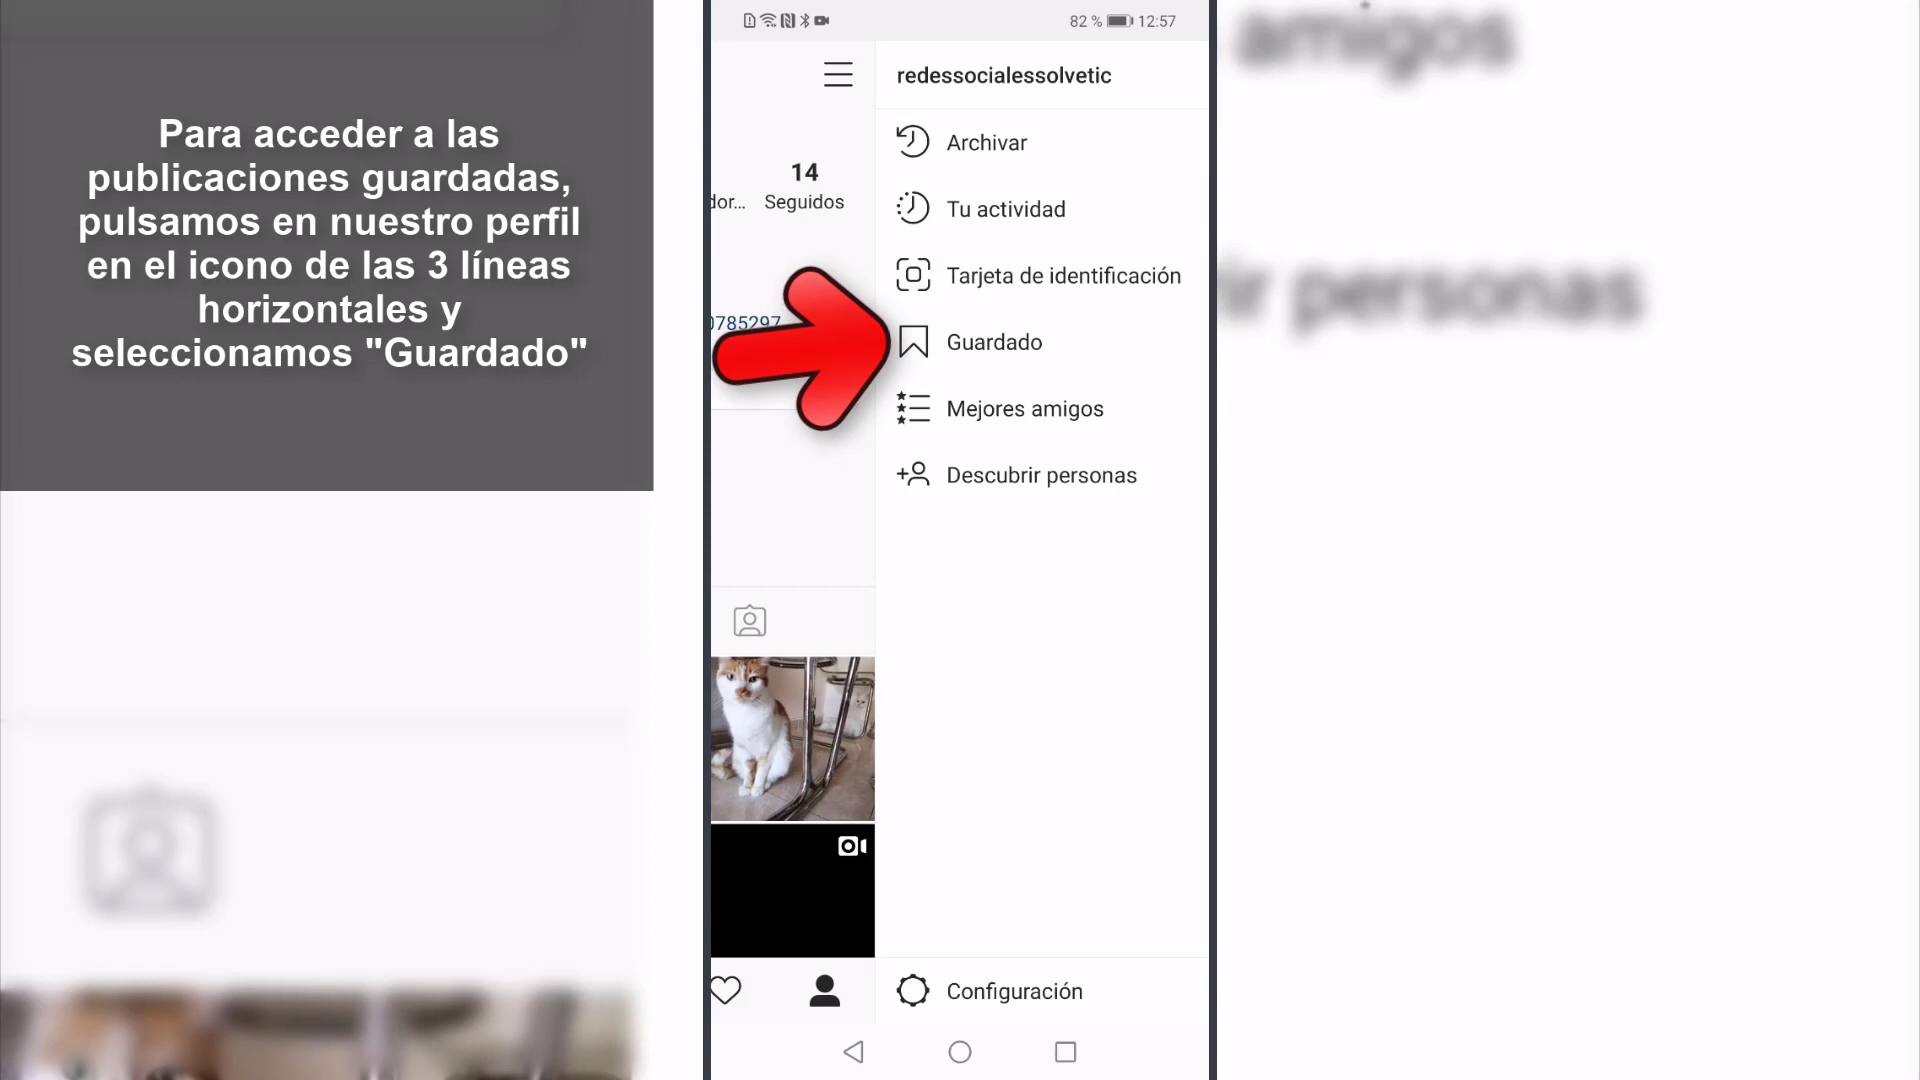 Para acceder a las
publicaciones guardadas,
pulsamos en nuestro perfil
en el icono de las 3 líneas
horizontales y
seleccionamos "Guardado"
82 % 12:57
redessocialessolvetic
14
dor... Seguidos
0785297
Archivar
Tu actividad
Tarjeta de identificación
Guardado
Mejores amigos
Descubrir personas
Configuración
amigos
ir personas